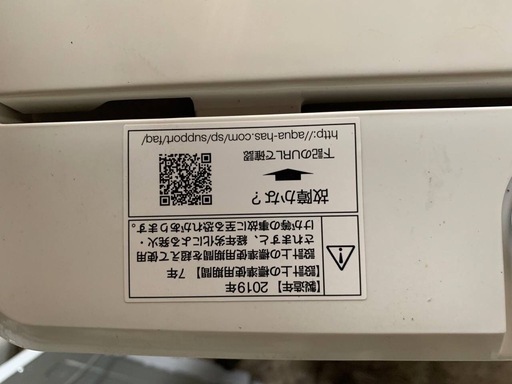 【製造年】2019年
【設計上の標準使用期間】7年
設計上の標準使用期間を超えて使用
されますと、経年劣化による発火・
けが等の事故に至る恐れがあります。
故障かな?
下記のURLで確認
http://aqua-has.com/sp/support/faq/